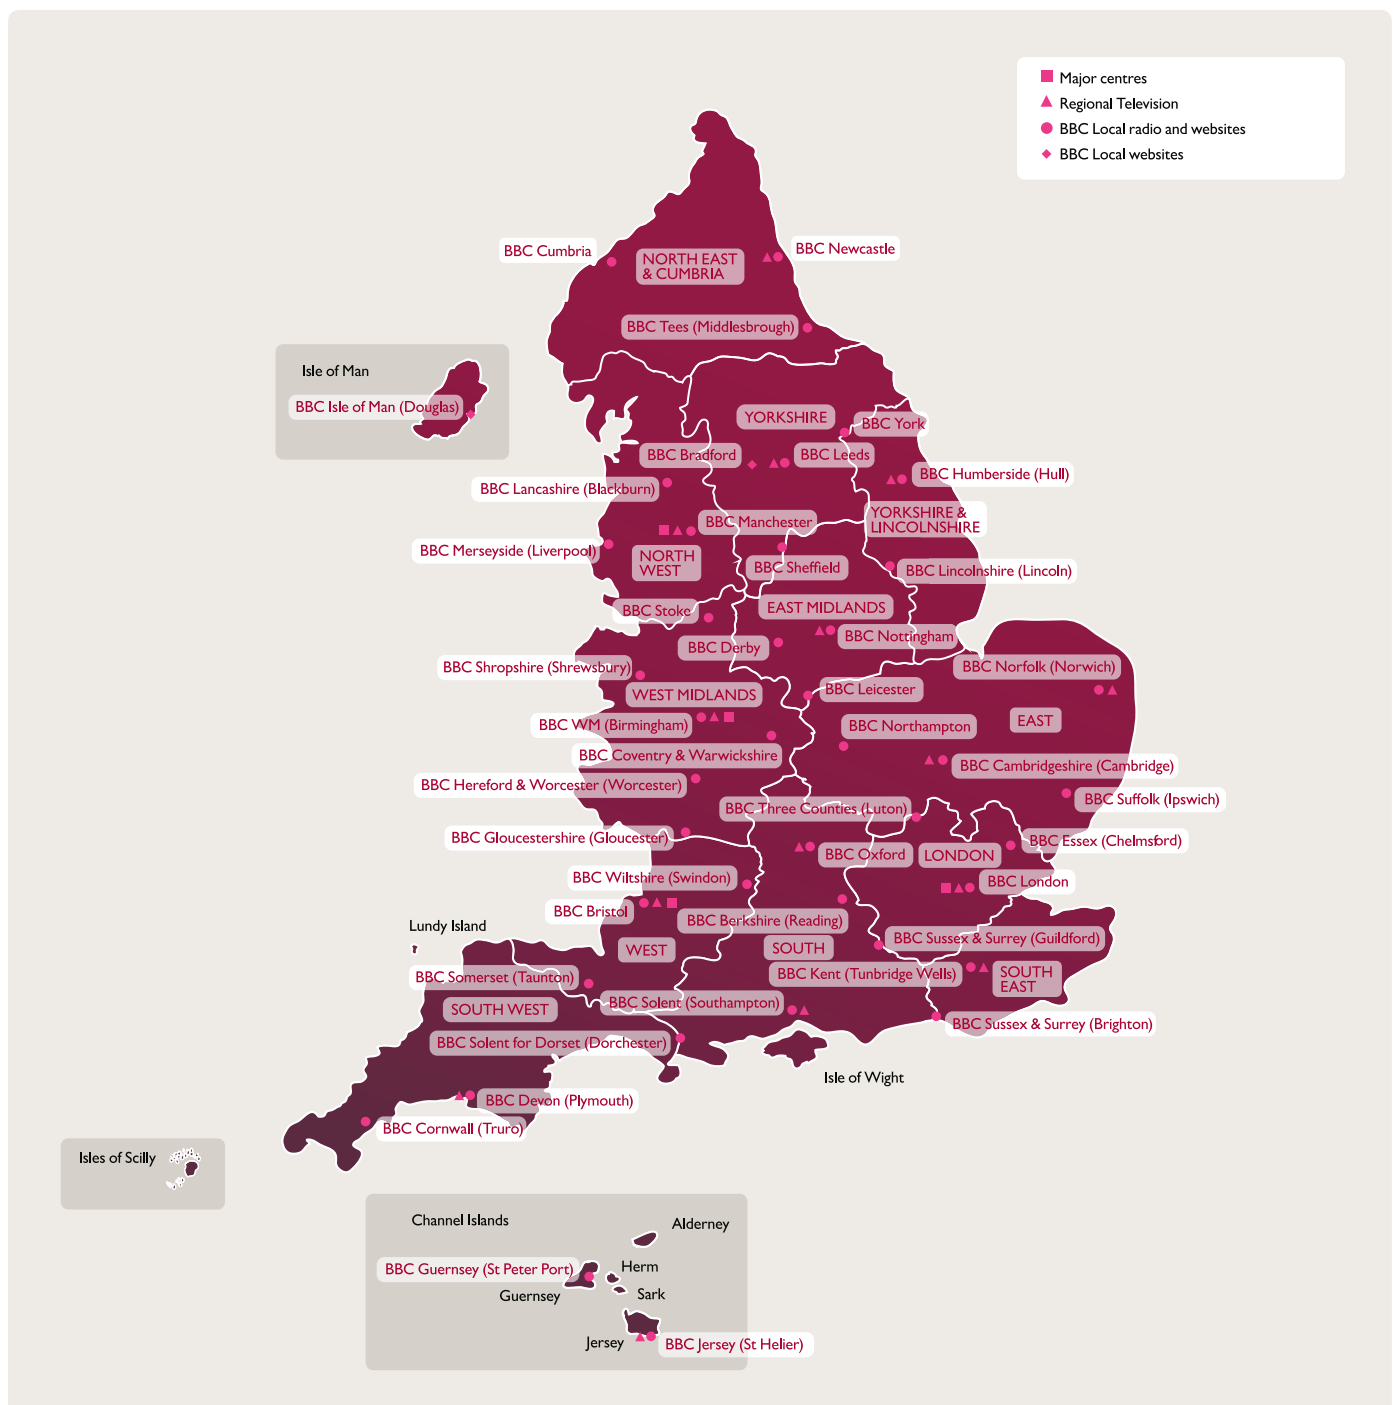 Major centres
Regional Television
BBC Local radio and websites
BBC Local websites
BBC Cumbria
NORTH EAST
& CUMBRIA
BBC Newcastle
BBC Tees (Middlesbrough)
Isle of Man
BBC Isle of Man (Douglas)
YORKSHIRE
BBC York
BBC Bradford
BBC Leeds
BBC Humberside (Hull)
BBC Lancashire (Blackburn)
YORKSHIRE &
LINCOLNSHIRE
BBC Manchester
BBC Merseyside (Liverpool)
NORTH
WEST
BBC Sheffield
BBC Lincolnshire (Lincoln)
BBC Stoke
EAST MIDLANDS
BBC Nottingham
BBC Derby
BBC Shropshire (Shrewsbury)
BBC Norfolk (Norwich)
WEST MIDLANDS
BBC Leicester
BBC WM (Birmingham)
BBC Northampton
EAST
BBC Coventry & Warwickshire
BBC Cambridgeshire (Cambridge)
BBC Hereford & Worcester (Worcester)
BBC Suffolk (Ipswich)
BBC Three Counties (Luton)
BBC Gloucestershire (Gloucester)
BBC Essex (Chelmsford)
BBC Oxford
LONDON
BBC Wiltshire (Swindon)
BBC London
BBC Bristol
BBC Berkshire (Reading)
Lundy Island
WEST
SOUTH
BBC Sussex & Surrey (Guildford)
BBC Somerset (Taunton)
BBC Kent (Tunbridge Wells)
SOUTH
EAST
SOUTH WEST
BBC Solent (Southampton)
BBC Sussex & Surrey (Brighton)
BBC Solent for Dorset (Dorchester)
Isle of Wight
BBC Devon (Plymouth)
BBC Cornwall (Truro)
Isles of Scilly
Channel Islands
Alderney
BBC Guernsey (St Peter Port)
Herm
Guernsey
Sark
Jersey
BBC Jersey (St Helier)